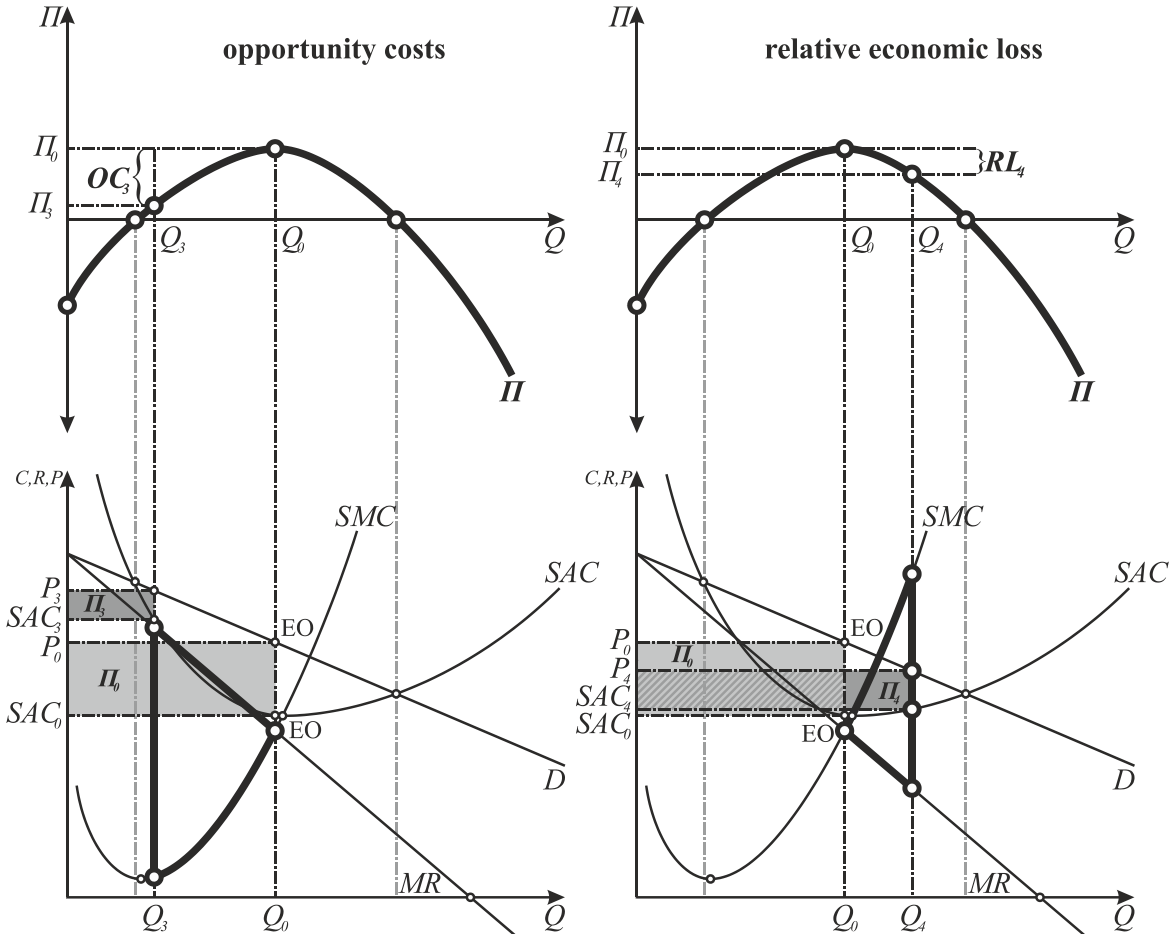 Π
opportunity costs
Π₀
OC₃
Π₃
Q₃
Q₀
Q
Π
C,R,P
SMC
SAC
P₃
Π₃
SAC₃
EO
P₀
Π₀
SAC₀
EO
D
MR
Q₃
Q₀
Q
Π
relative economic loss
Π₀
RL₄
Π₄
Q₀
Q₄
Q
Π
C,R,P
SMC
SAC
EO
P₀
Π₀
P₄
SAC₄
Π₄
SAC₀
EO
D
MR
Q₀
Q₄
Q